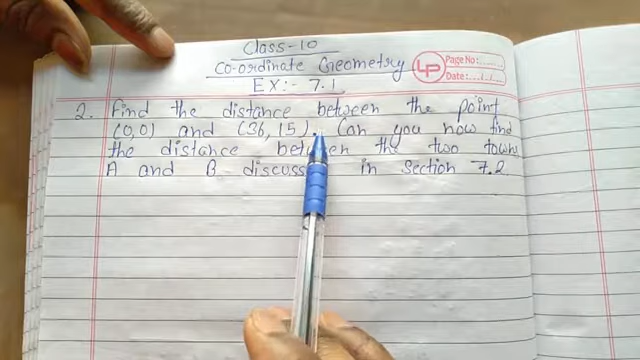 Class-10
Co-ordinate Geometry
EX:- 7.1
LP
Page No:
Date:
2. Find the distance between the point
(0,0) and (36, 15). Can you now find
the distance between the two towns
A and B discuss in section 7.2.